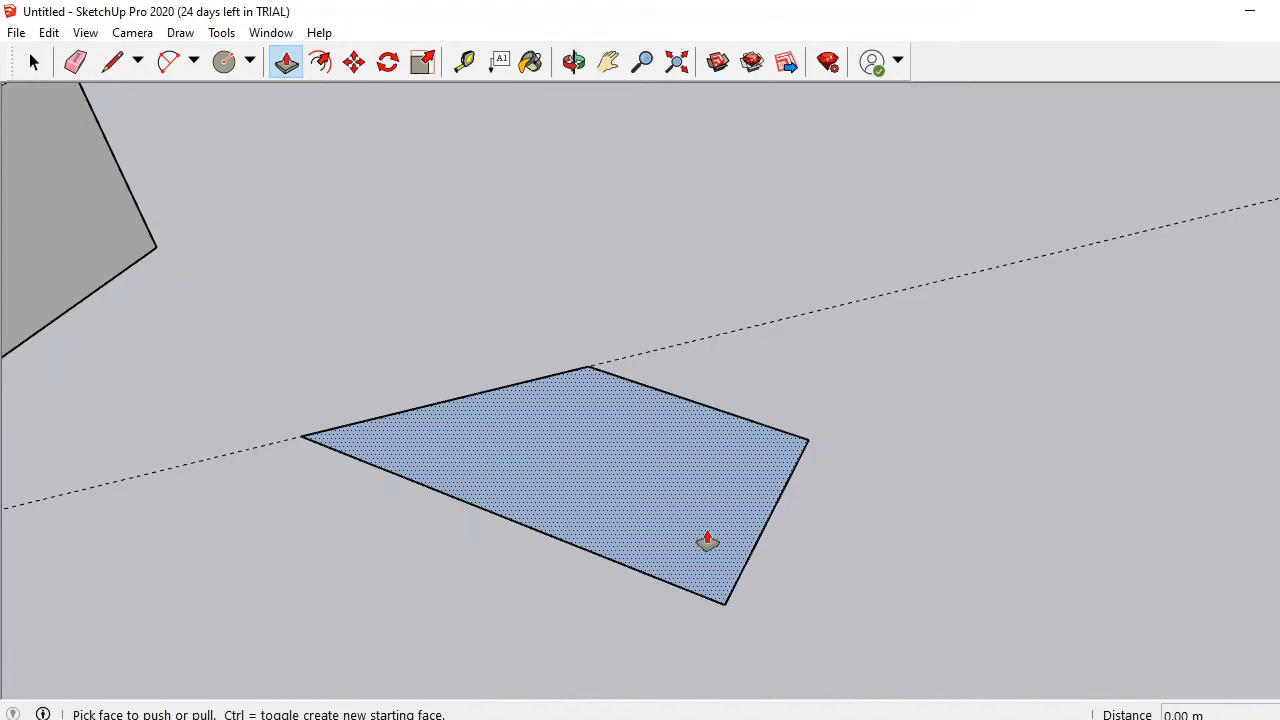 Untitled - SketchUp Pro 2020 (24 days left in TRIAL)
File Edit View Camera Draw Tools Window Help
A1
Pick face to push or pull. Ctrl = toggle create new starting face. Distance 0.00 m